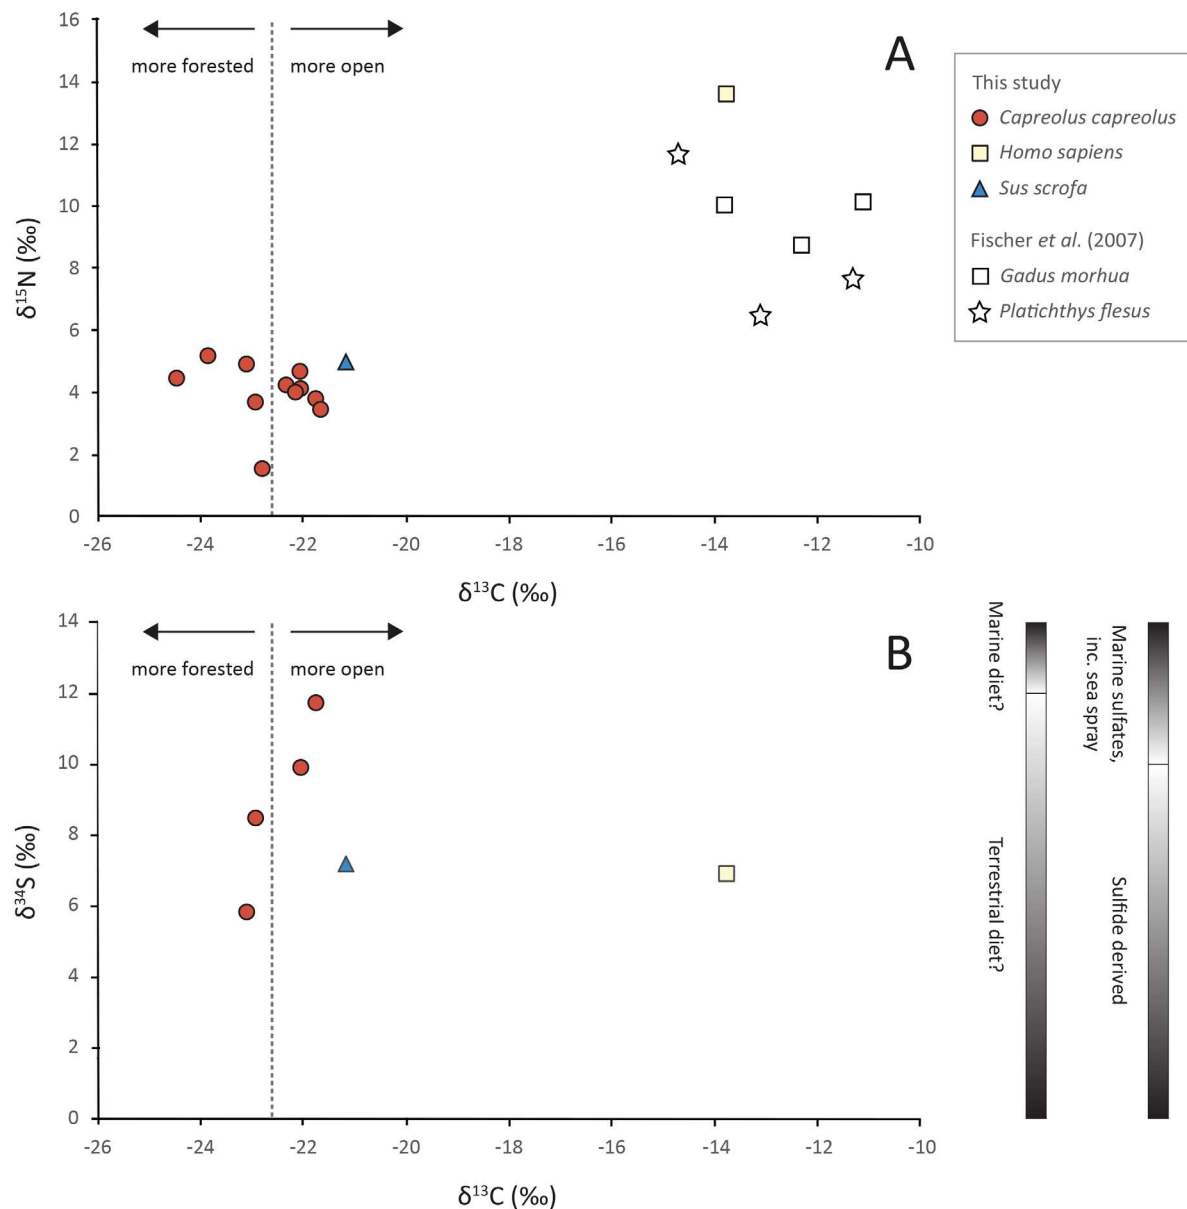 A
more forested
more open
16
14
12
10
8
6
4
2
0
δ15N (‰)
-26 -24 -22 -20 -18 -16 -14 -12 -10
δ13C (‰)
This study
Capreolus capreolus
Homo sapiens
Sus scrofa
Fischer et al. (2007)
Gadus morhua
Platichthys flesus
B
more forested
more open
14
12
10
8
6
4
2
0
δ34S (‰)
-26 -24 -22 -20 -18 -16 -14 -12 -10
δ13C (‰)
Marine diet?
Terrestrial diet?
Marine sulfates,
inc. sea spray
Sulfide derived